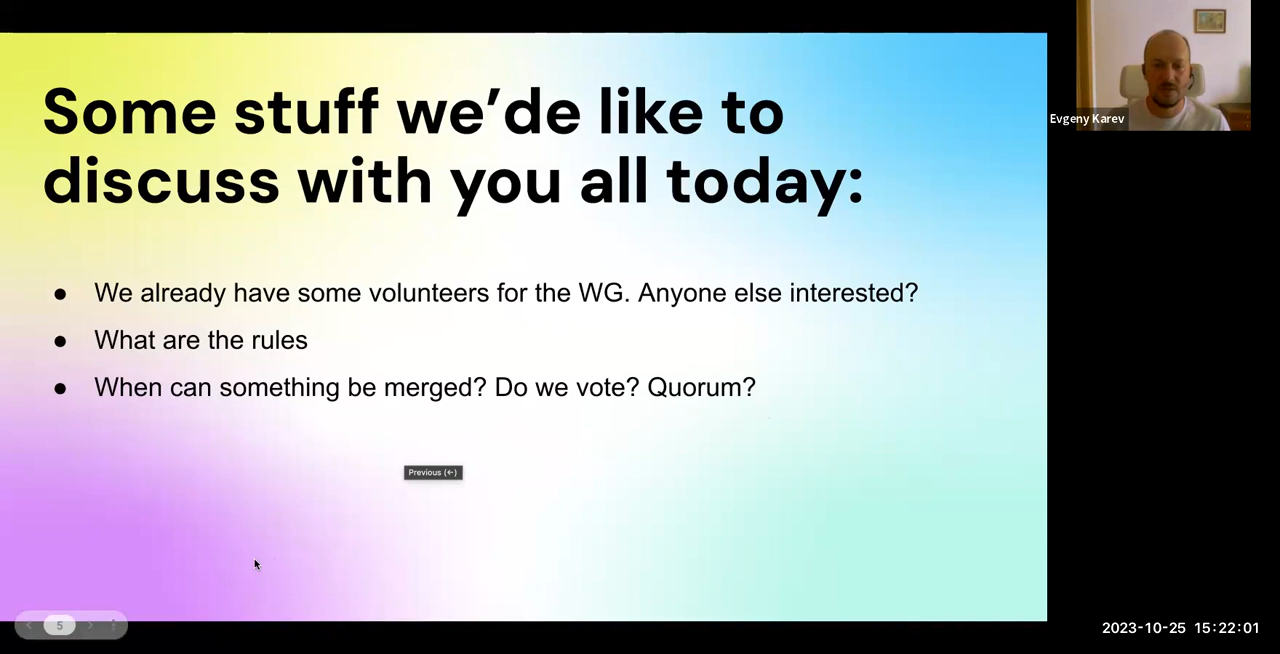 Some stuff we’de like to
discuss with you all today:
● We already have some volunteers for the WG. Anyone else interested?
● What are the rules
● When can something be merged? Do we vote? Quorum?
Previous (←)
5
Evgeny Karev
2023-10-25 15:22:01